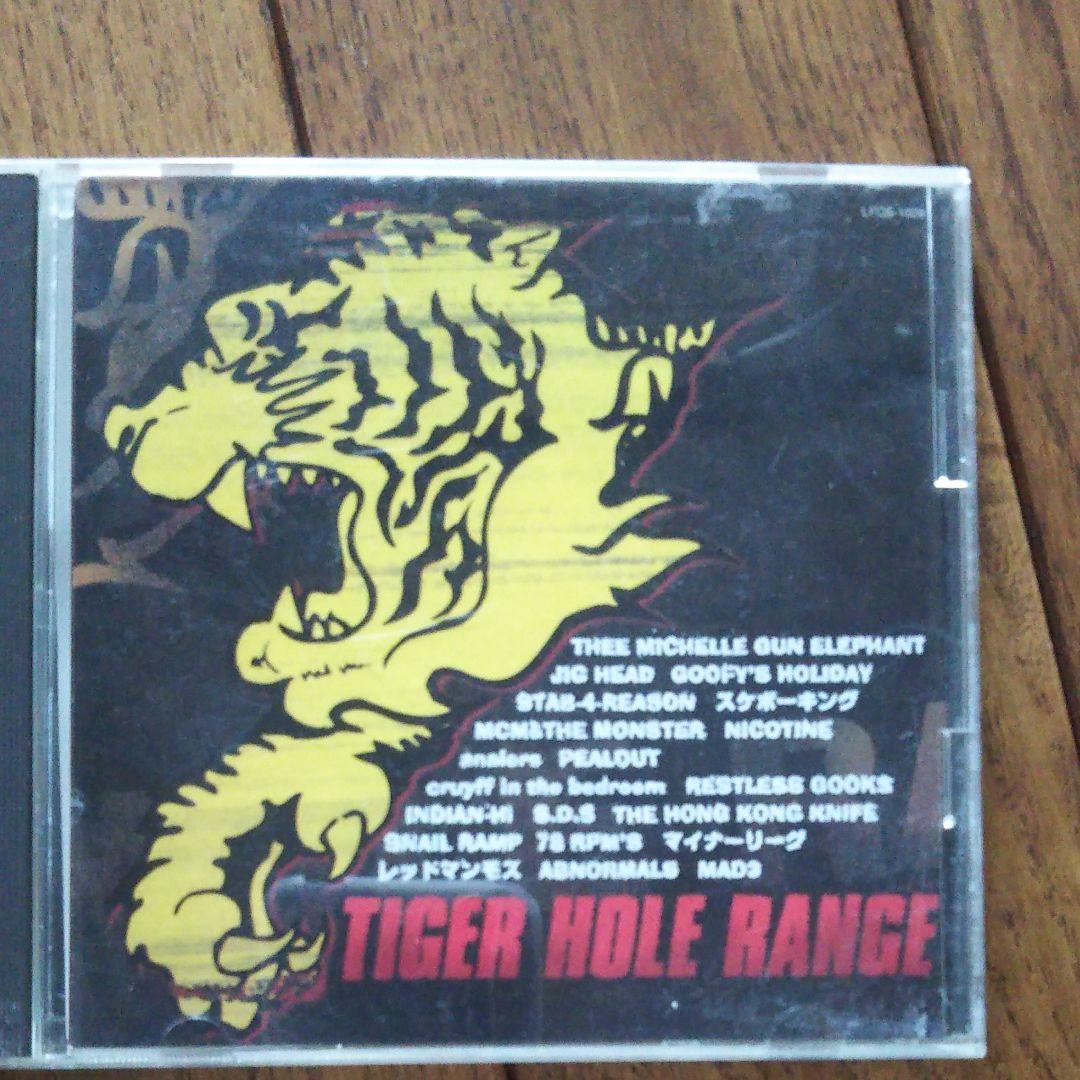 THEE MICHELLE GUN ELEPHANT
JIG HEAD GOOFY'S HOLIDAY
STAB-4-REASON スケボーキング
MCM&THE MONSTER NICOTINE
analers PEALOUT
cruyff in the bedroom RESTLESS GOOKS
INDIAN-HI S.D.S THE HONG KONG KNIFE
SNAIL RAMP 78 RPM'S マイナーリーグ
レッドマンモス ABNORMALS MAD3
TIGER HOLE RANGE